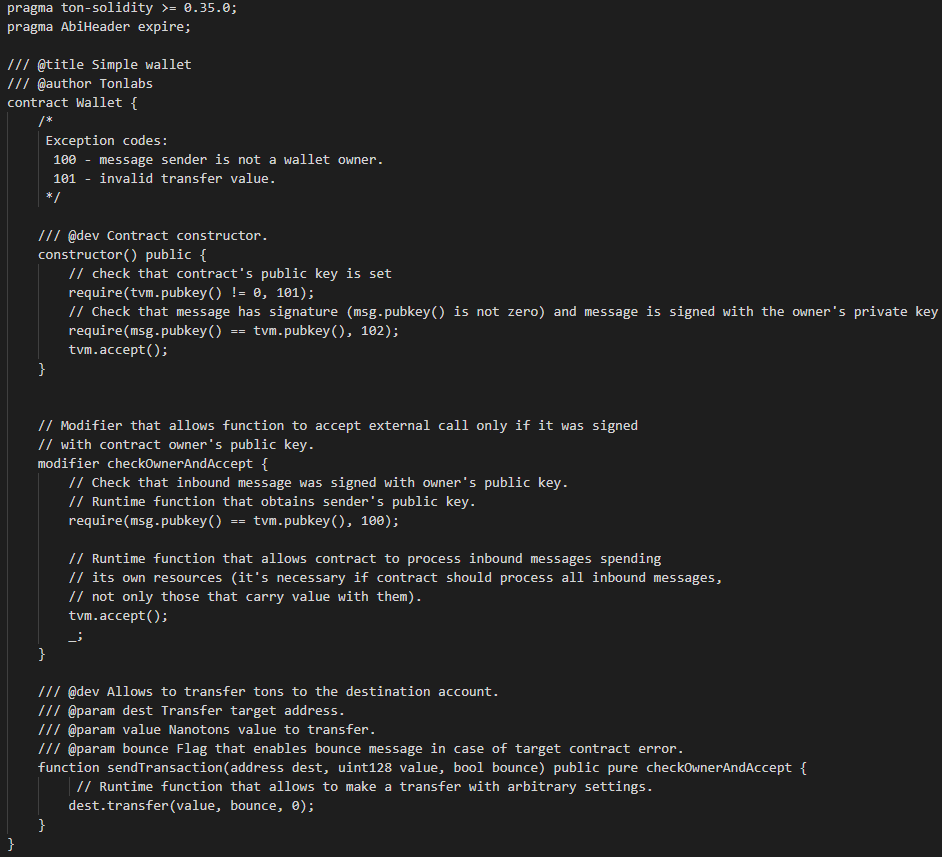 pragma ton-solidity >= 0.35.0;
pragma AbiHeader expire;

/// @title Simple wallet
/// @author Tonlabs
contract Wallet {
    /*
     Exception codes:
      100 - message sender is not a wallet owner.
      101 - invalid transfer value.
     */

    /// @dev Contract constructor.
    constructor() public {
        // check that contract's public key is set
        require(tvm.pubkey() != 0, 101);
        // Check that message has signature (msg.pubkey() is not zero) and message is signed with the owner's private key
        require(msg.pubkey() == tvm.pubkey(), 102);
        tvm.accept();
    }


    // Modifier that allows function to accept external call only if it was signed
    // with contract owner's public key.
    modifier checkOwnerAndAccept {
        // Check that inbound message was signed with owner's public key.
        // Runtime function that obtains sender's public key.
        require(msg.pubkey() == tvm.pubkey(), 100);

        // Runtime function that allows contract to process inbound messages spending
        // its own resources (it's necessary if contract should process all inbound messages,
        // not only those that carry value with them).
        tvm.accept();
        _;
    }

    /// @dev Allows to transfer tons to the destination account.
    /// @param dest Transfer target address.
    /// @param value Nanotons value to transfer.
    /// @param bounce Flag that enables bounce message in case of target contract error.
    function sendTransaction(address dest, uint128 value, bool bounce) public pure checkOwnerAndAccept {
         // Runtime function that allows to make a transfer with arbitrary settings.
        dest.transfer(value, bounce, 0);
    }
}